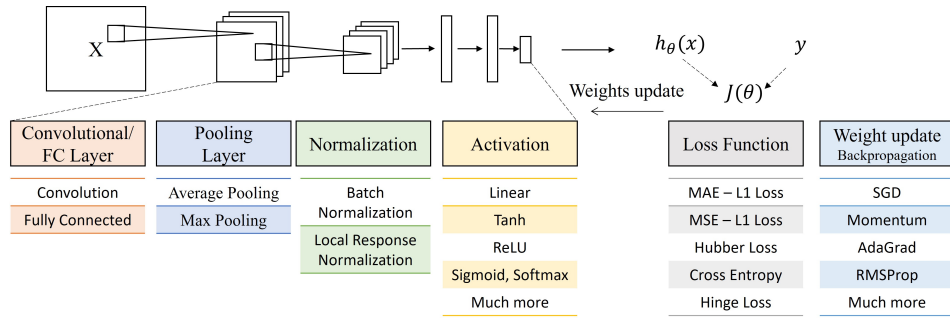 X
h_θ(x)
y
J(θ)
Weights update
Convolutional/
FC Layer
Convolution
Fully Connected
Pooling
Layer
Average Pooling
Max Pooling
Normalization
Batch
Normalization
Local Response
Normalization
Activation
Linear
Tanh
ReLU
Sigmoid, Softmax
Much more
Loss Function
MAE – L1 Loss
MSE – L1 Loss
Hubber Loss
Cross Entropy
Hinge Loss
Weight update
Backpropagation
SGD
Momentum
AdaGrad
RMSProp
Much more